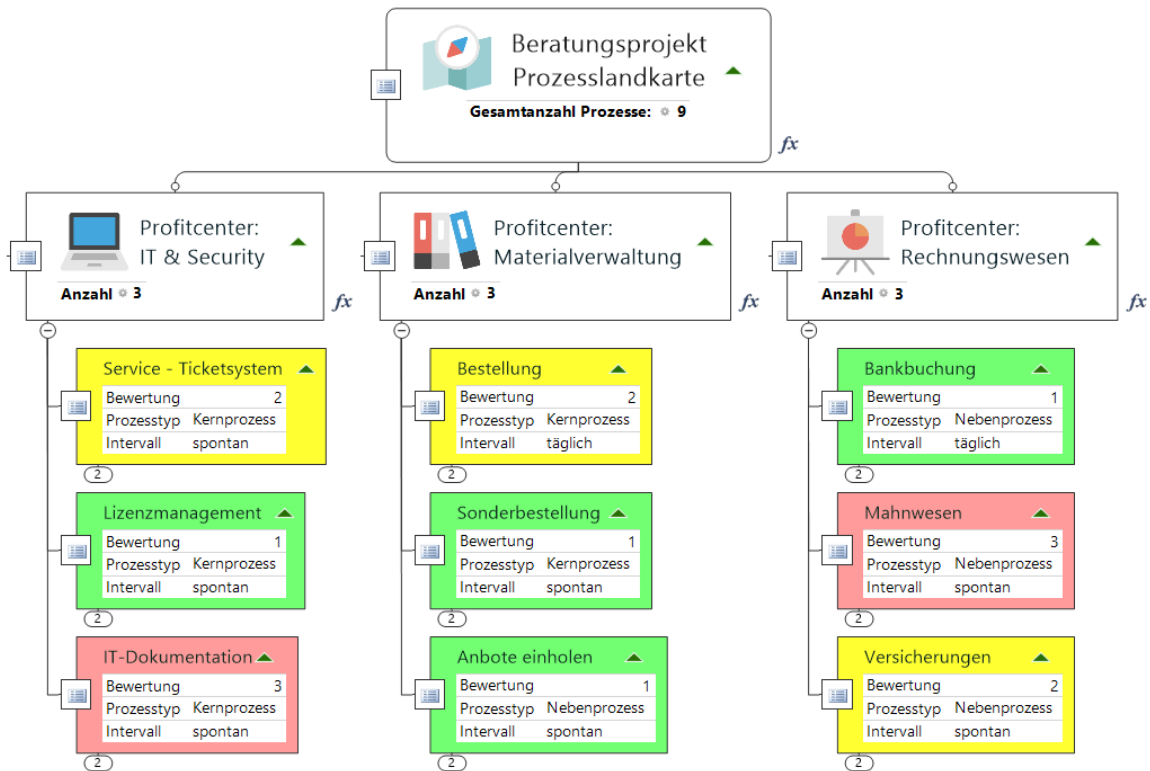 Beratungsprojekt
Prozesslandkarte
Gesamtanzahl Prozesse: 9
fx
Profitcenter:
IT & Security
Anzahl 3
fx
Service - Ticketsystem
Bewertung 2
Prozesstyp Kernprozess
Intervall spontan
2
Lizenzmanagement
Bewertung 1
Prozesstyp Kernprozess
Intervall spontan
2
IT-Dokumentation
Bewertung 3
Prozesstyp Kernprozess
Intervall spontan
2
Profitcenter:
Materialverwaltung
Anzahl 3
fx
Bestellung
Bewertung 2
Prozesstyp Kernprozess
Intervall täglich
2
Sonderbestellung
Bewertung 1
Prozesstyp Kernprozess
Intervall spontan
2
Anbote einholen
Bewertung 1
Prozesstyp Nebenprozess
Intervall spontan
2
Profitcenter:
Rechnungswesen
Anzahl 3
fx
Bankbuchung
Bewertung 1
Prozesstyp Nebenprozess
Intervall täglich
2
Mahnwesen
Bewertung 3
Prozesstyp Nebenprozess
Intervall spontan
2
Versicherungen
Bewertung 2
Prozesstyp Nebenprozess
Intervall spontan
2